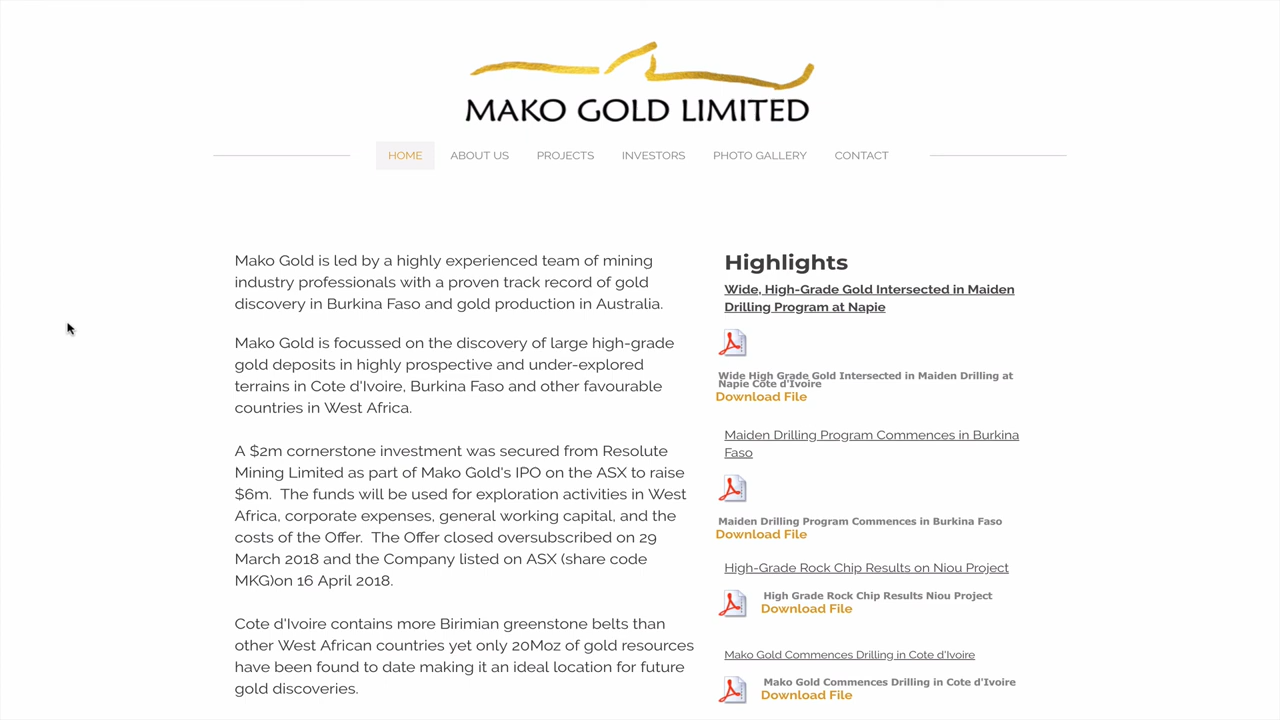 MAKO GOLD LIMITED
HOME ABOUT US PROJECTS INVESTORS PHOTO GALLERY CONTACT
Mako Gold is led by a highly experienced team of mining
industry professionals with a proven track record of gold
discovery in Burkina Faso and gold production in Australia.
Mako Gold is focussed on the discovery of large high-grade
gold deposits in highly prospective and under-explored
terrains in Cote d'Ivoire, Burkina Faso and other favourable
countries in West Africa.
A $2m cornerstone investment was secured from Resolute
Mining Limited as part of Mako Gold's IPO on the ASX to raise
$6m.  The funds will be used for exploration activities in West
Africa, corporate expenses, general working capital, and the
costs of the Offer.  The Offer closed oversubscribed on 29
March 2018 and the Company listed on ASX (share code
MKG)on 16 April 2018.
Cote d'Ivoire contains more Birimian greenstone belts than
other West African countries yet only 20Moz of gold resources
have been found to date making it an ideal location for future
gold discoveries.
Highlights
Wide, High-Grade Gold Intersected in Maiden
Drilling Program at Napie
Wide High Grade Gold Intersected in Maiden Drilling at
Napie Côte d'Ivoire
Download File
Maiden Drilling Program Commences in Burkina
Faso
Maiden Drilling Program Commences in Burkina Faso
Download File
High-Grade Rock Chip Results on Niou Project
High Grade Rock Chip Results Niou Project
Download File
Mako Gold Commences Drilling in Cote d'Ivoire
Mako Gold Commences Drilling in Cote d'Ivoire
Download File